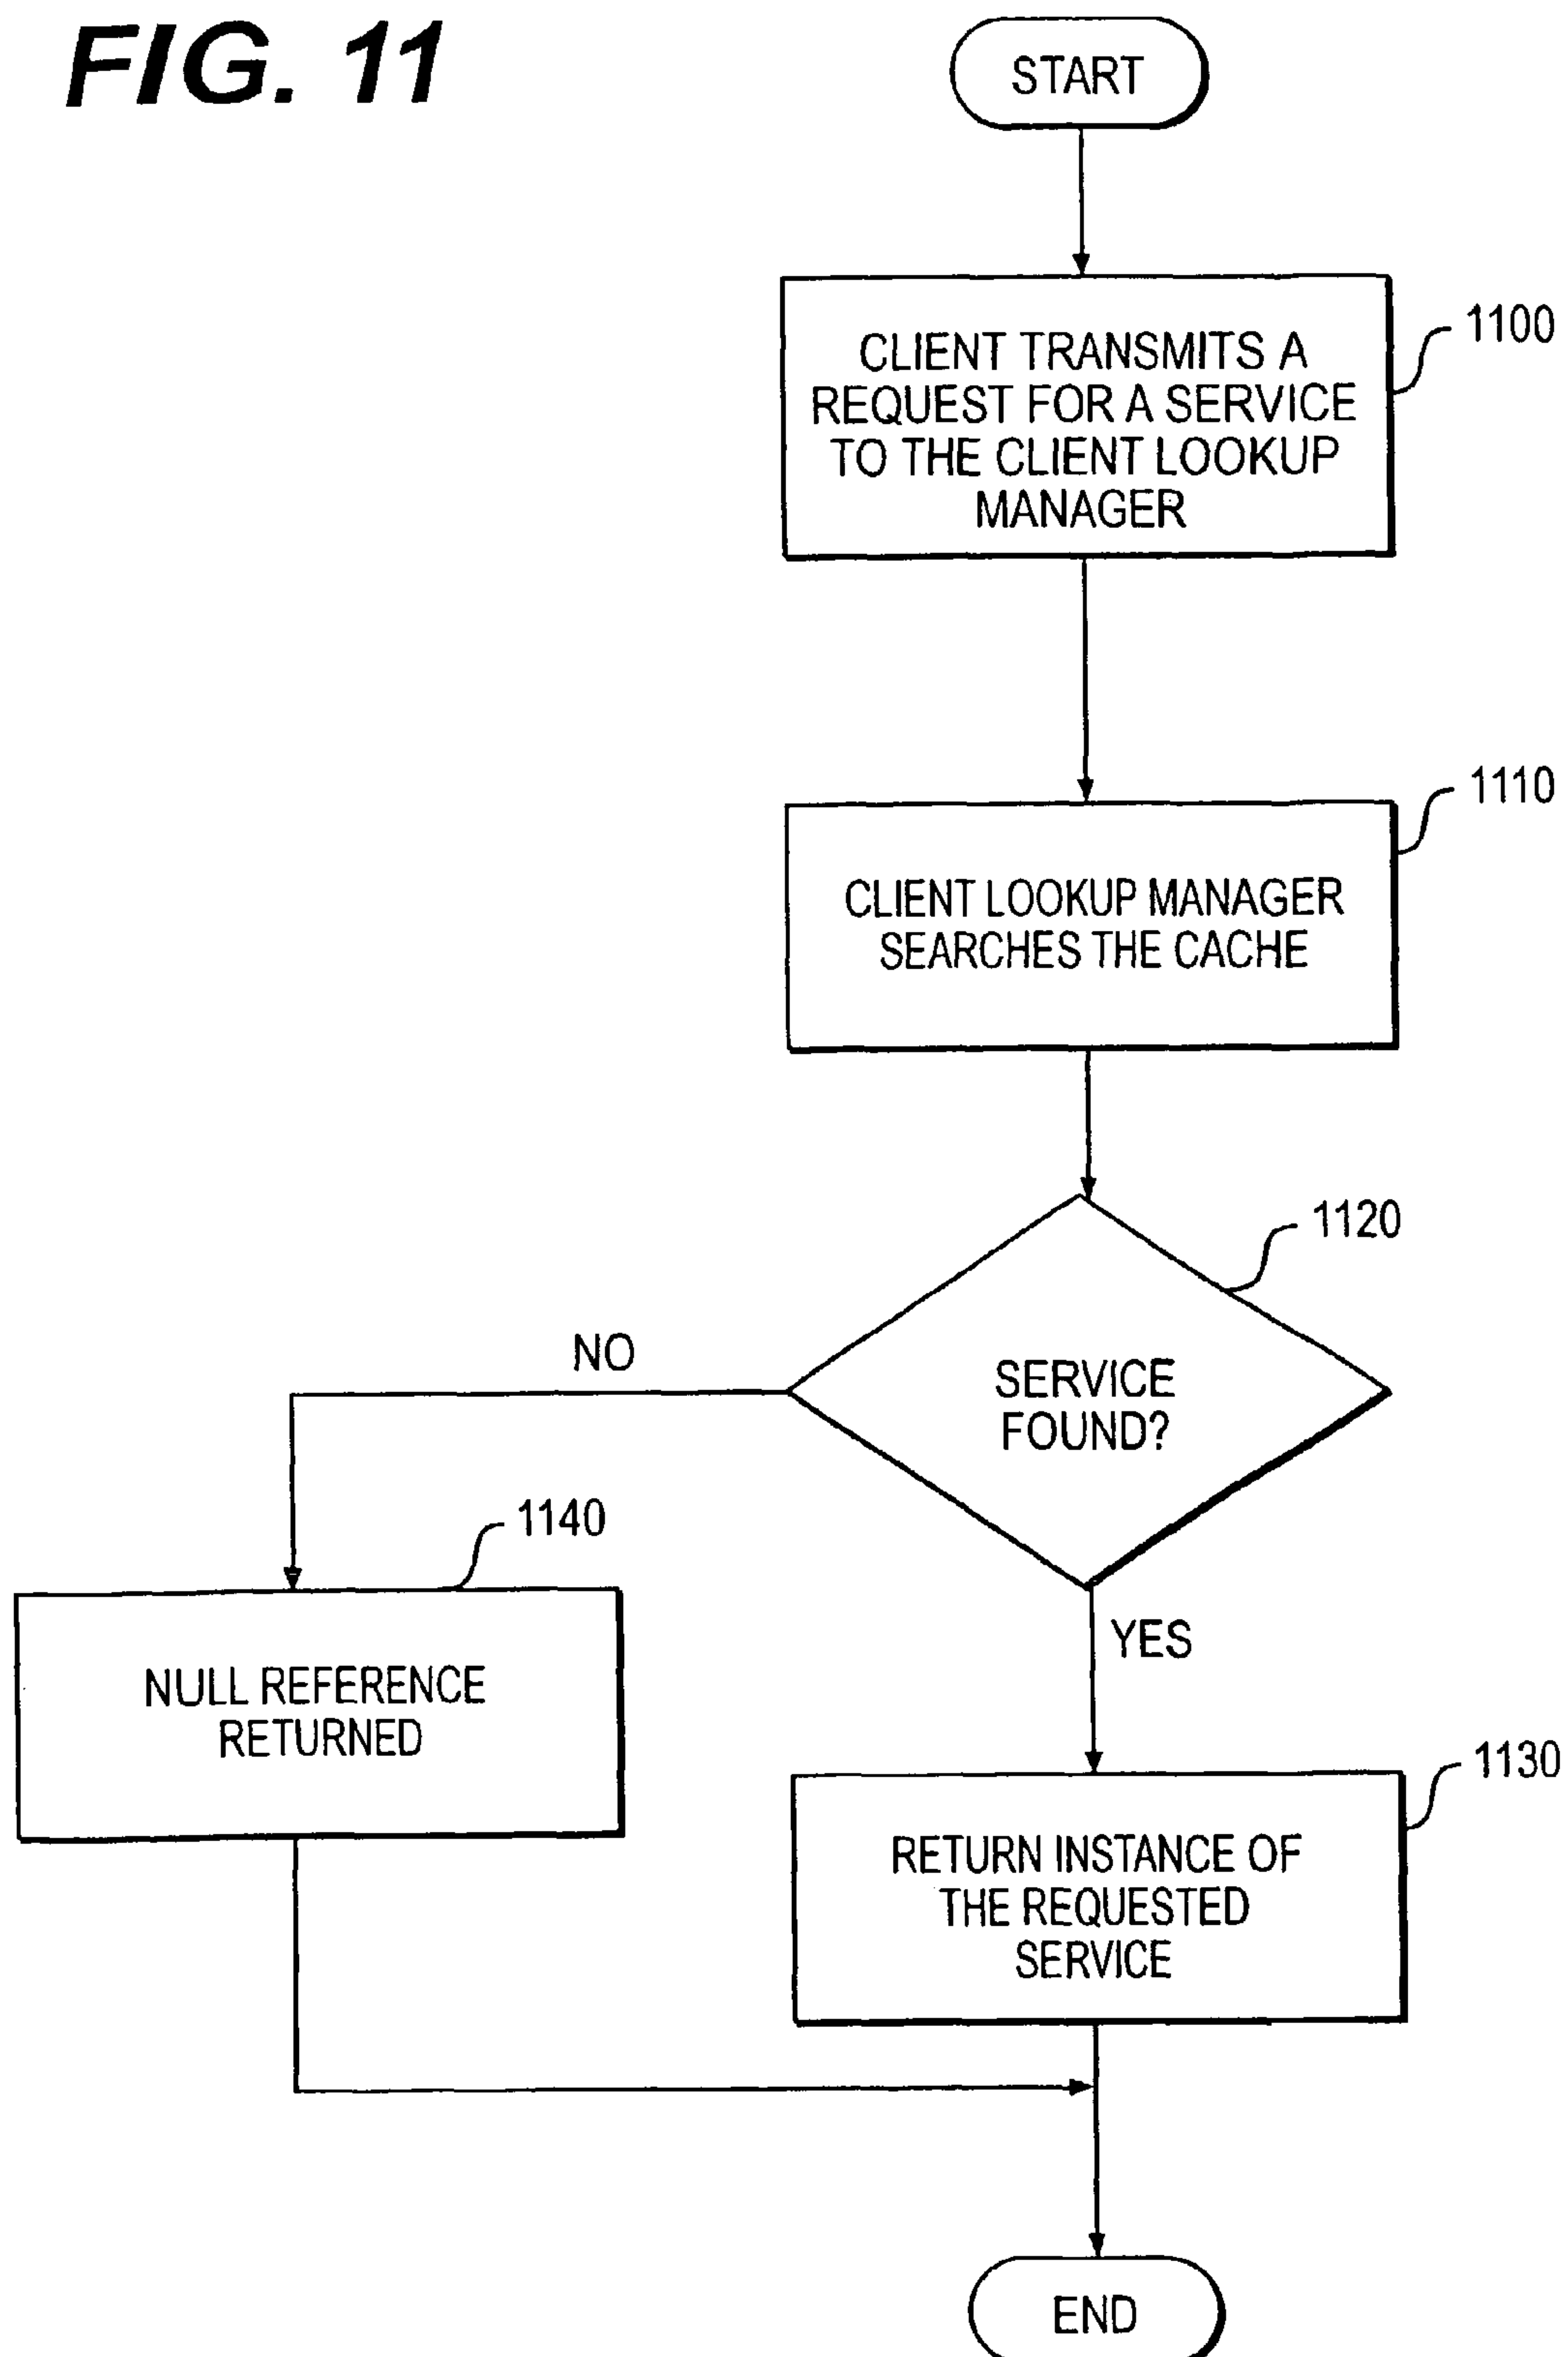 FIG. 11
START
CLIENT TRANSMITS A
REQUEST FOR A SERVICE
TO THE CLIENT LOOKUP
MANAGER
1100
CLIENT LOOKUP MANAGER
SEARCHES THE CACHE
1110
SERVICE
FOUND?
1120
NO
YES
1140
NULL REFERENCE
RETURNED
1130
RETURN INSTANCE OF
THE REQUESTED
SERVICE
END